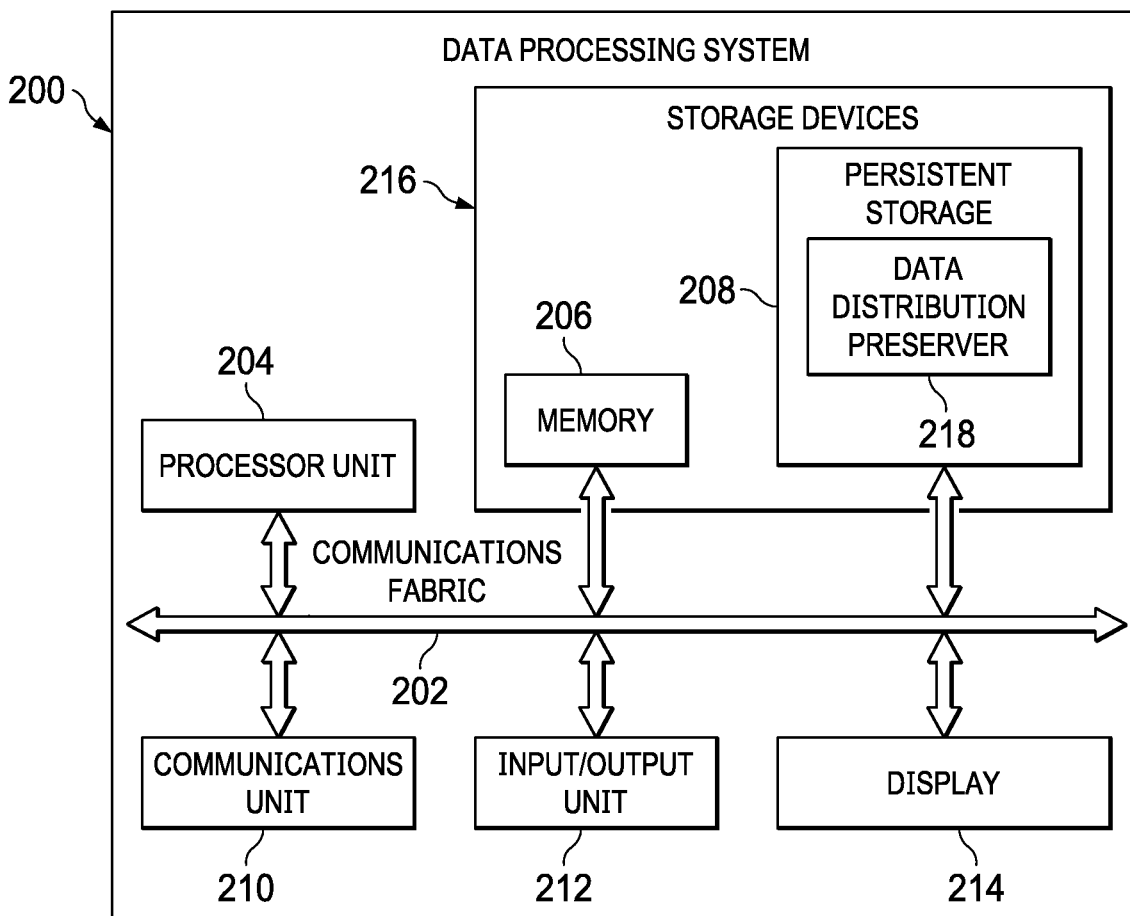 DATA PROCESSING SYSTEM
200
STORAGE DEVICES
216
PERSISTENT
STORAGE
208
DATA
DISTRIBUTION
PRESERVER
218
206
MEMORY
204
PROCESSOR UNIT
COMMUNICATIONS
FABRIC
202
COMMUNICATIONS
UNIT
210
INPUT/OUTPUT
UNIT
212
DISPLAY
214